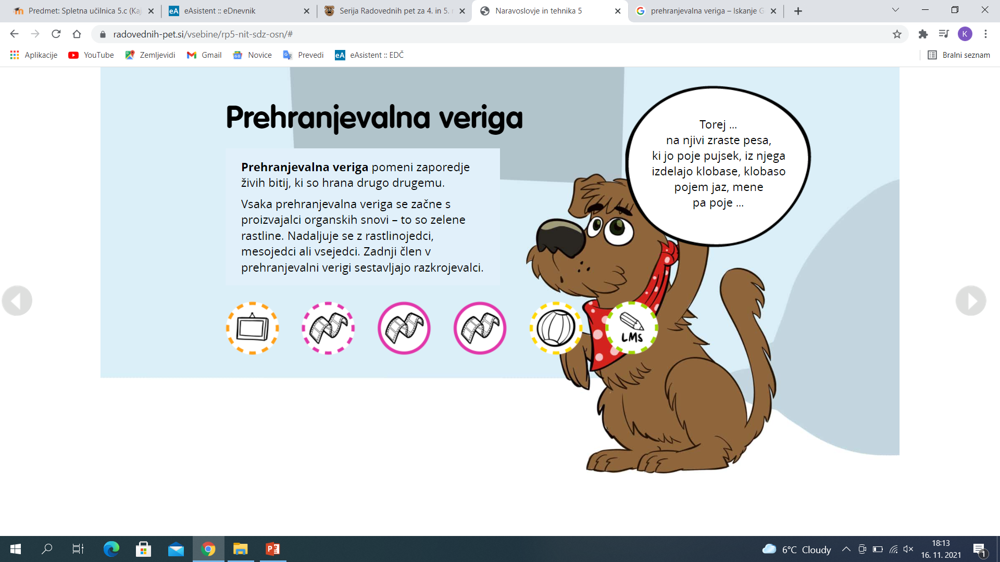 Predmet: Spletna učilnica 5.c (Kaj
eAsistent :: eDnevnik
Serija Radovednih pet za 4. in 5. r
Naravoslovje in tehnika 5
prehranjevalna veriga – Iskanje G
radovednih-pet.si/vsebine/rp5-nit-sdz-osn/#
K
Aplikacije
YouTube
Zemljevidi
Gmail
Novice
Prevedi
eA
eAsistent :: EDČ
Bralni seznam
Prehranjevalna veriga
Prehranjevalna veriga pomeni zaporedje
živih bitij, ki so hrana drugo drugemu.
Vsaka prehranjevalna veriga se začne s
proizvajalci organskih snovi – to so zelene
rastline. Nadaljuje se z rastlinojedci,
mesojedci ali vsejedci. Zadnji člen v
prehranjevalni verigi sestavljajo razkrojevalci.
Torej ...
na njivi zraste pesa,
ki jo poje pujsek, iz njega
izdelajo klobase, klobaso
pojem jaz, mene
pa poje ...
LMS
6°C Cloudy
18:13
16. 11. 2021
1